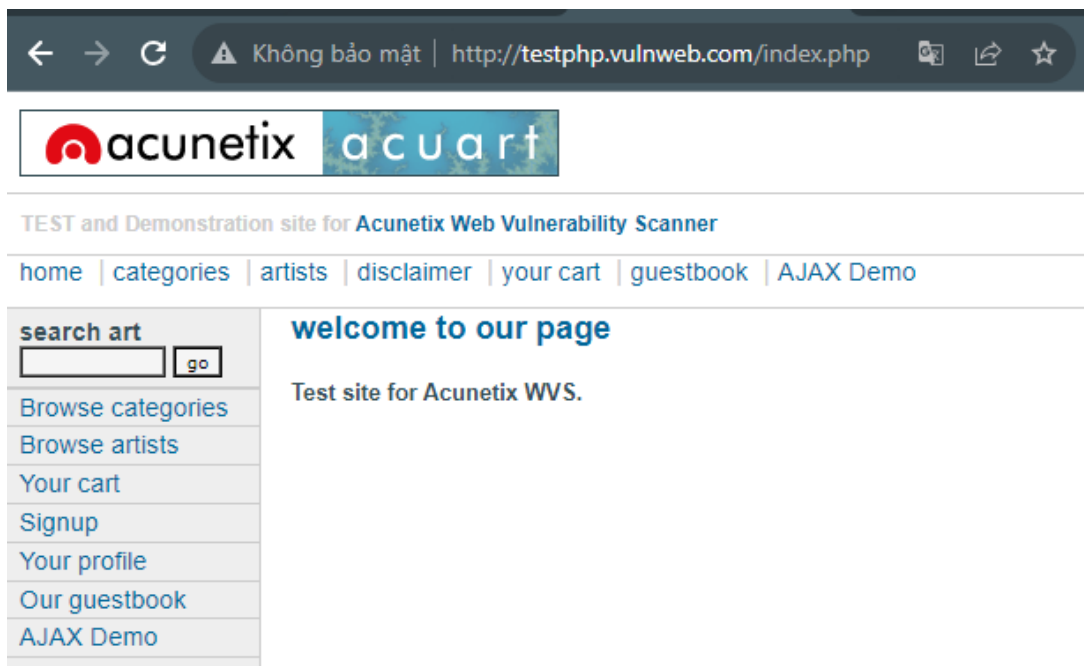 Không bảo mật | http://testphp.vulnweb.com/index.php
acunetix acuart
TEST and Demonstration site for Acunetix Web Vulnerability Scanner
home | categories | artists | disclaimer | your cart | guestbook | AJAX Demo
search art
go
Browse categories
Browse artists
Your cart
Signup
Your profile
Our guestbook
AJAX Demo
welcome to our page
Test site for Acunetix WVS.